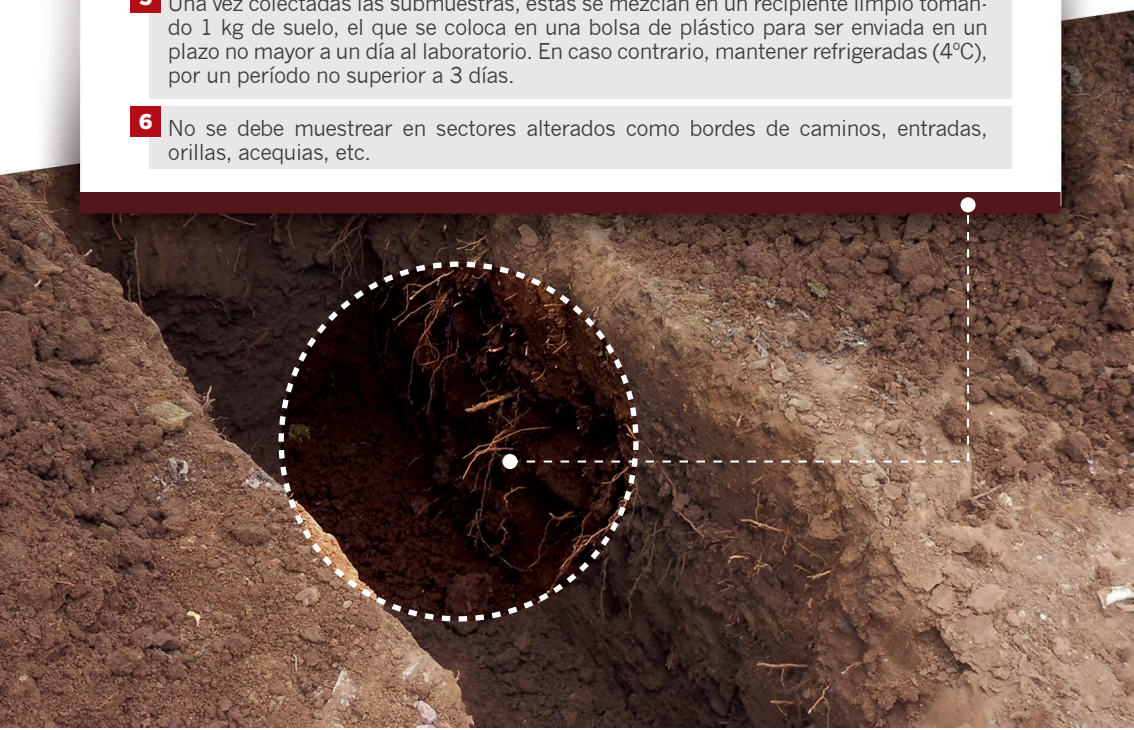 5 Una vez colectadas las submuestras, éstas se mezclan en un recipiente limpio toman-
do 1 kg de suelo, el que se coloca en una bolsa de plástico para ser enviada en un
plazo no mayor a un día al laboratorio. En caso contrario, mantener refrigeradas (4ºC),
por un período no superior a 3 días.
6 No se debe muestrear en sectores alterados como bordes de caminos, entradas,
orillas, acequias, etc.